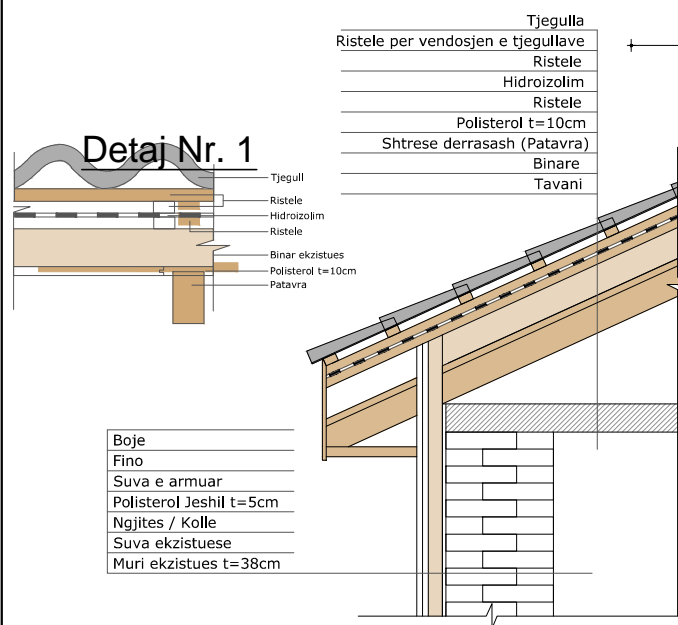 Tjegulla
Ristele per vendosjen e tjegullave
Ristele
Hidroizolim
Ristele
Polisterol t=10cm
Shtrese derrasash (Patavra)
Binare
Tavani
Detaj Nr. 1
Tjegull
Ristele
Hidroizolim
Ristele
Binar ekzistues
Polisterol t=10cm
Patavra
Boje
Fino
Suva e armuar
Polisterol Jeshil t=5cm
Ngjites / Kolle
Suva ekzistuese
Muri ekzistues t=38cm